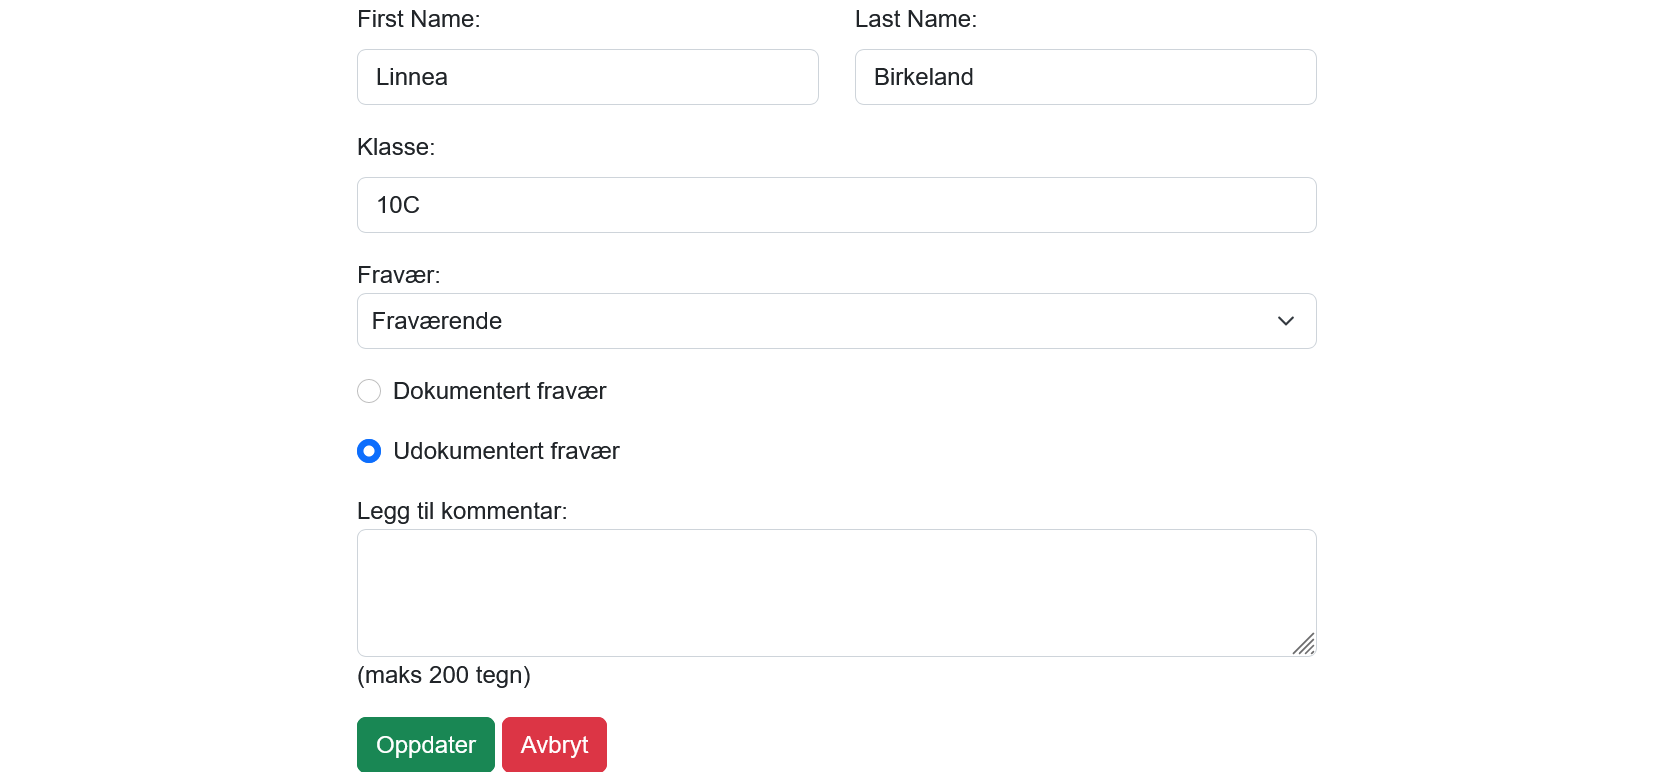 First Name:
Last Name:
Linnea
Birkeland
Klasse:
10C
Fravær:
Fraværende
Dokumentert fravær
Udokumentert fravær
Legg til kommentar:
(maks 200 tegn)
Oppdater
Avbryt